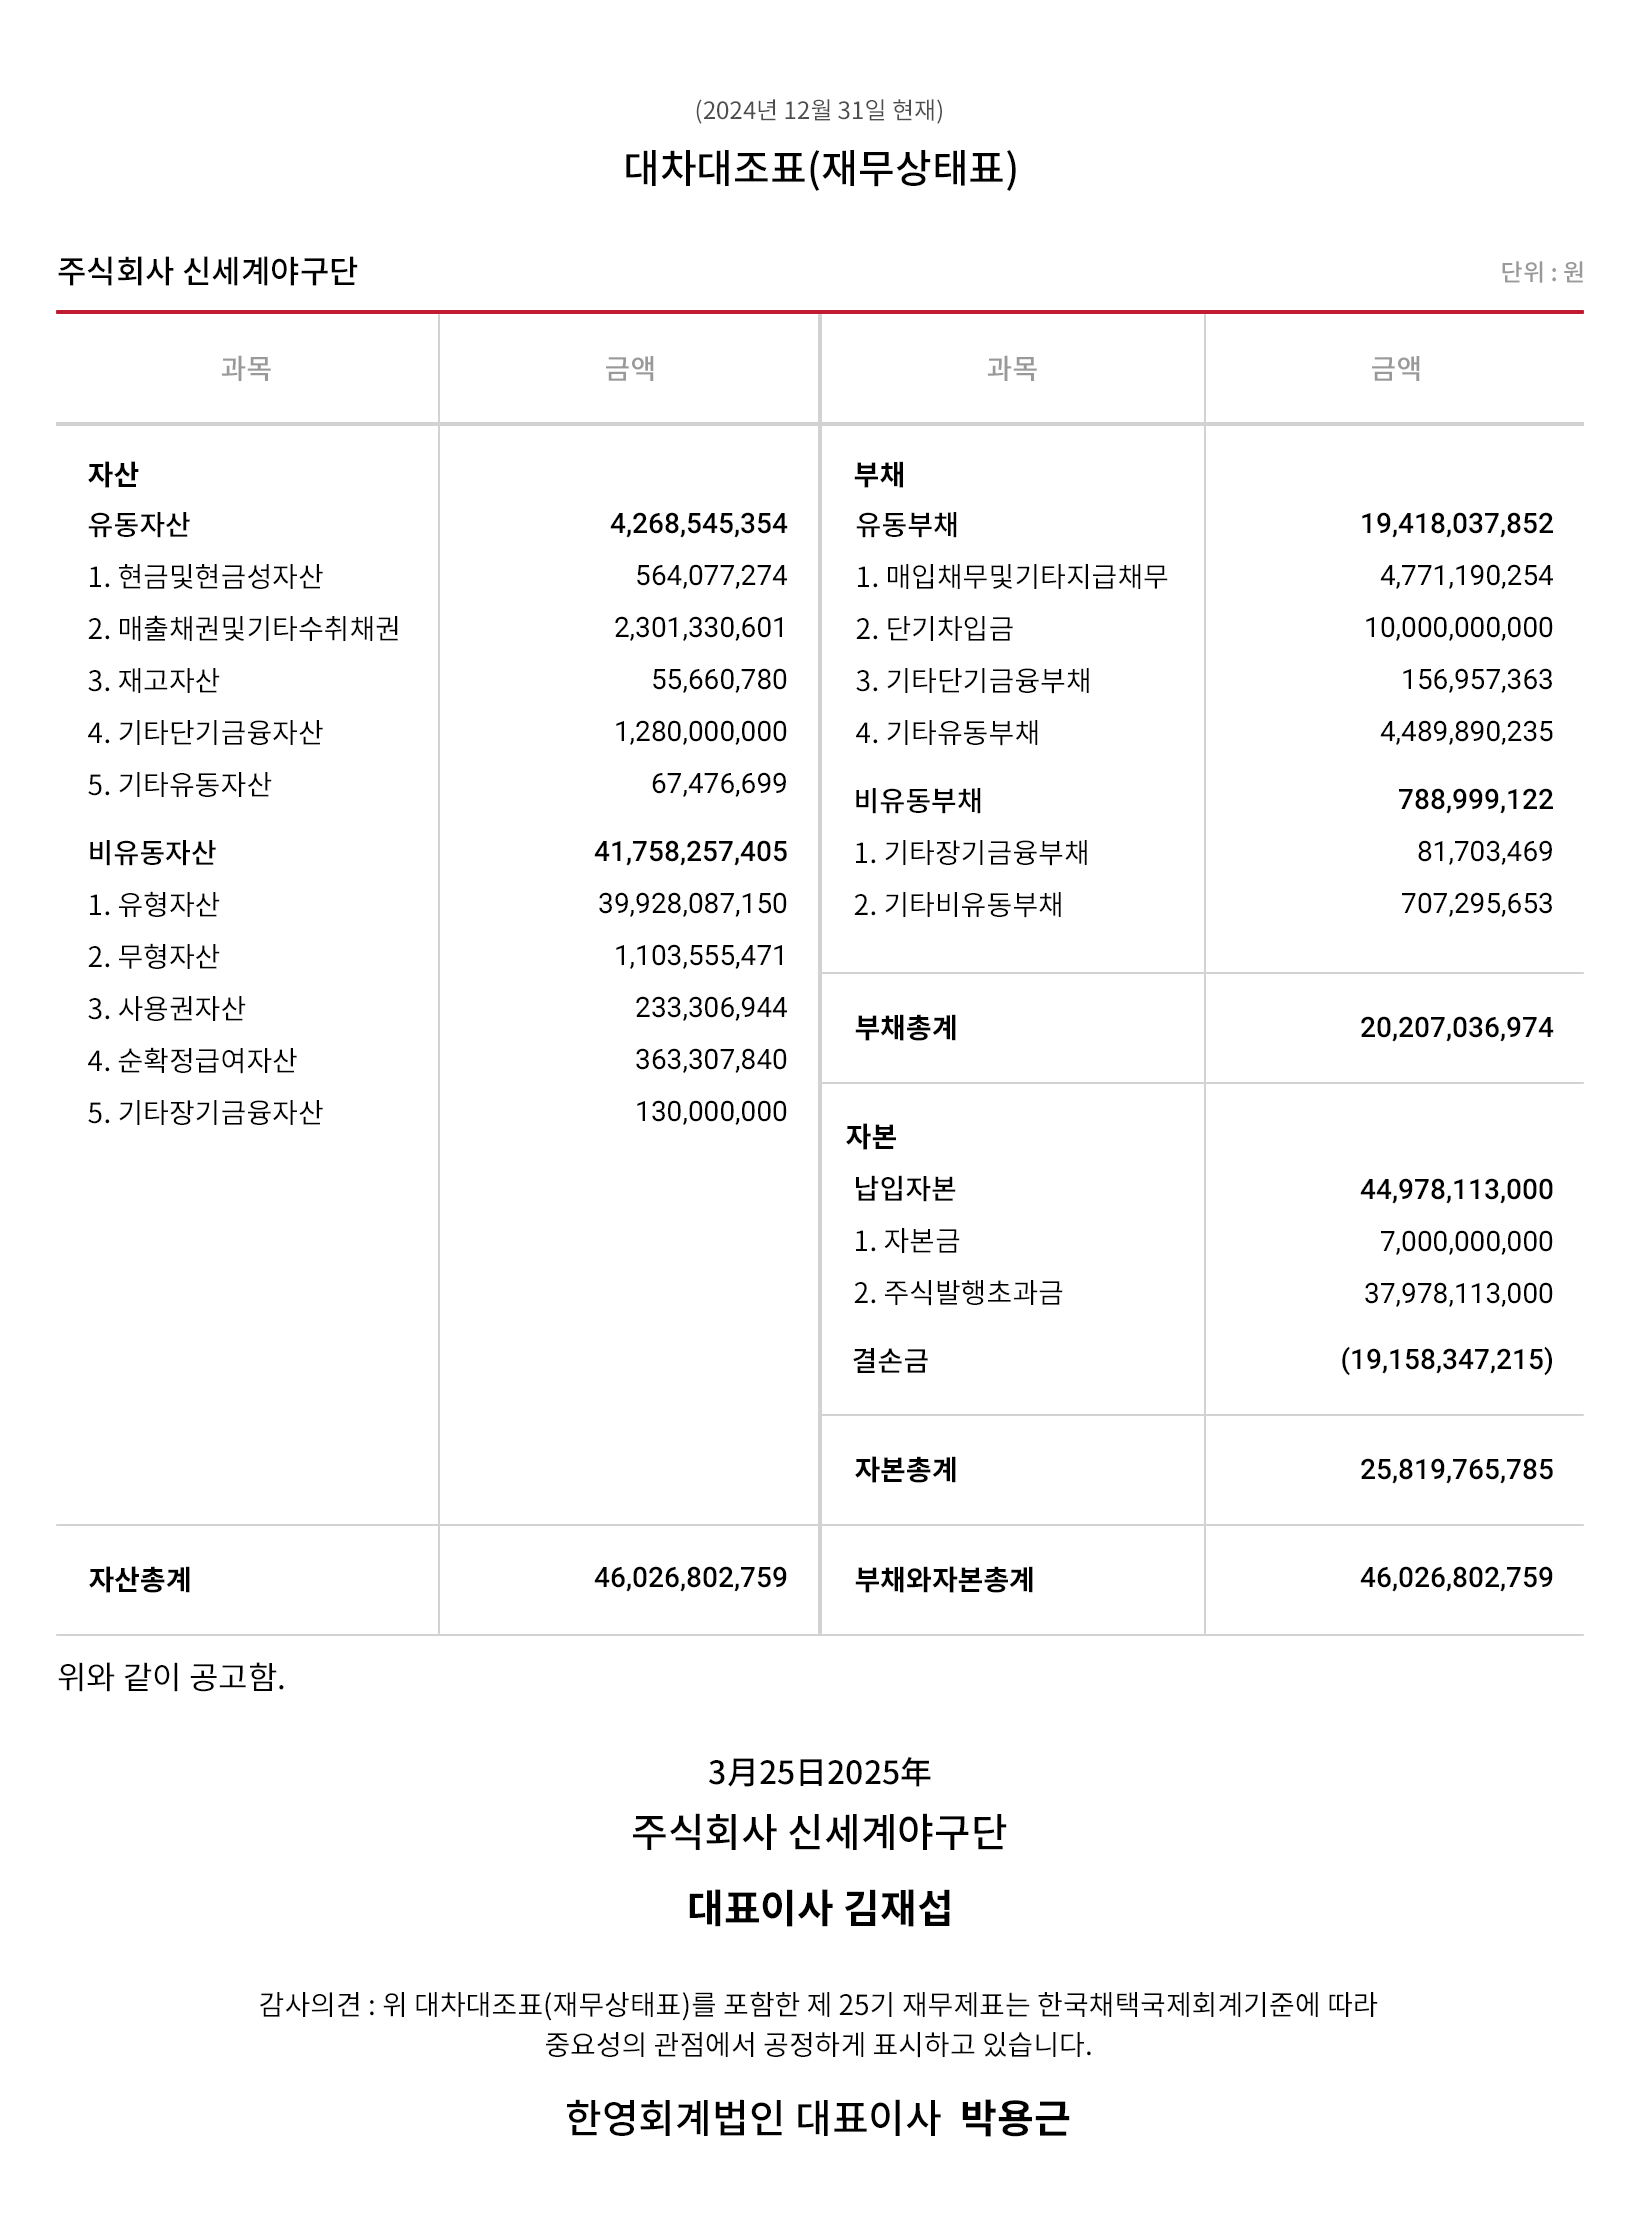 (2024년 12월 31일 현재)
대차대조표(재무상태표)
주식회사 신세계야구단
단위 : 원
과목 금액 과목 금액
자산
유동자산 4,268,545,354
1. 현금및현금성자산 564,077,274
2. 매출채권및기타수취채권 2,301,330,601
3. 재고자산 55,660,780
4. 기타단기금융자산 1,280,000,000
5. 기타유동자산 67,476,699
비유동자산 41,758,257,405
1. 유형자산 39,928,087,150
2. 무형자산 1,103,555,471
3. 사용권자산 233,306,944
4. 순확정급여자산 363,307,840
5. 기타장기금융자산 130,000,000
자산총계 46,026,802,759
부채
유동부채 19,418,037,852
1. 매입채무및기타지급채무 4,771,190,254
2. 단기차입금 10,000,000,000
3. 기타단기금융부채 156,957,363
4. 기타유동부채 4,489,890,235
비유동부채 788,999,122
1. 기타장기금융부채 81,703,469
2. 기타비유동부채 707,295,653
부채총계 20,207,036,974
자본
납입자본 44,978,113,000
1. 자본금 7,000,000,000
2. 주식발행초과금 37,978,113,000
결손금 (19,158,347,215)
자본총계 25,819,765,785
부채와자본총계 46,026,802,759
위와 같이 공고함.
3月25日2025年
주식회사 신세계야구단
대표이사 김재섭
감사의견 : 위 대차대조표(재무상태표)를 포함한 제 25기 재무제표는 한국채택국제회계기준에 따라
중요성의 관점에서 공정하게 표시하고 있습니다.
한영회계법인 대표이사 박용근